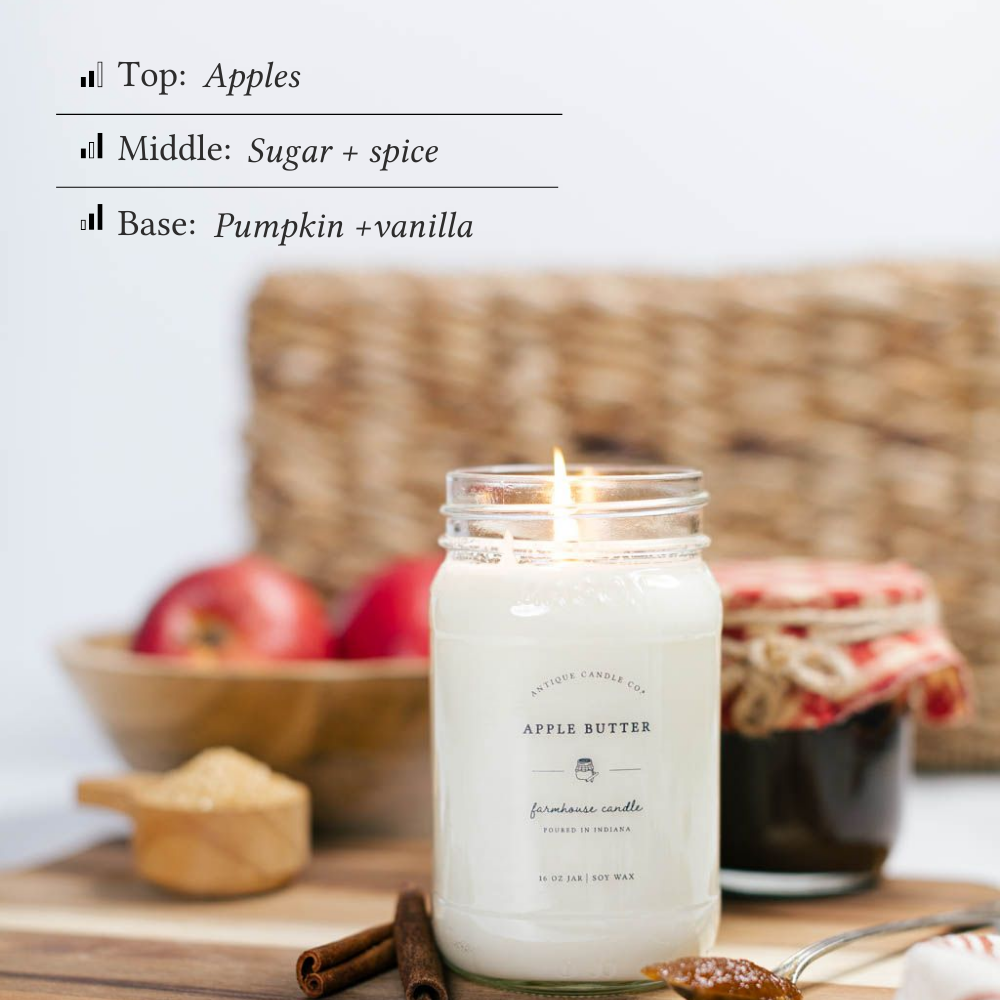 Top: Apples
Middle: Sugar + spice
Base: Pumpkin +vanilla
ANTIQUE CANDLE CO®
APPLE BUTTER
farmhouse candle
POURED IN INDIANA
16 OZ JAR | SOY WAX